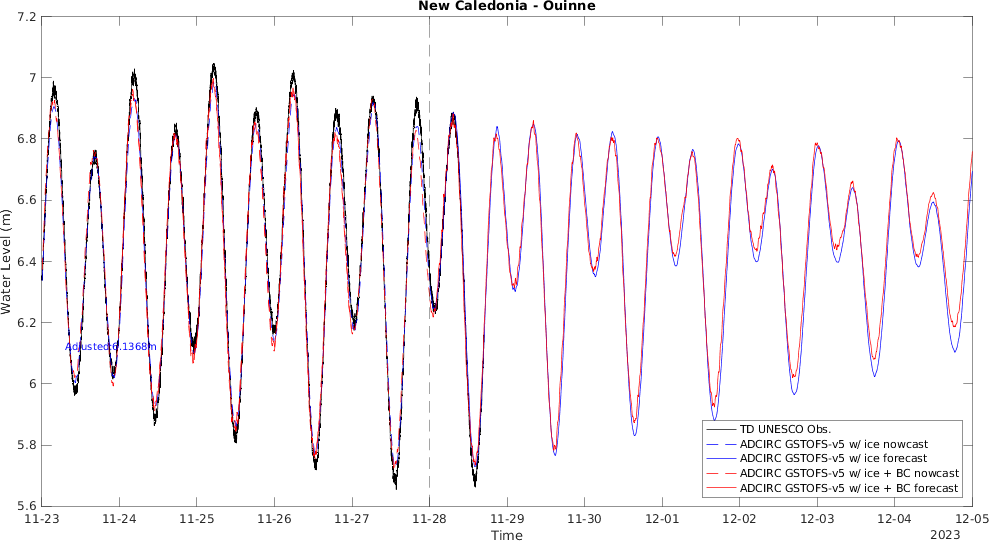 New Caledonia - Ouinne
Water Level (m)
7.2
7
6.8
6.6
6.4
6.2
6
5.8
5.6
Adjusted:6.1368m
TD UNESCO Obs.
ADCIRC GSTOFS-v5 w/ ice nowcast
ADCIRC GSTOFS-v5 w/ ice forecast
ADCIRC GSTOFS-v5 w/ ice + BC nowcast
ADCIRC GSTOFS-v5 w/ ice + BC forecast
11-23 11-24 11-25 11-26 11-27 11-28 11-29 11-30 12-01 12-02 12-03 12-04 12-05
Time
2023